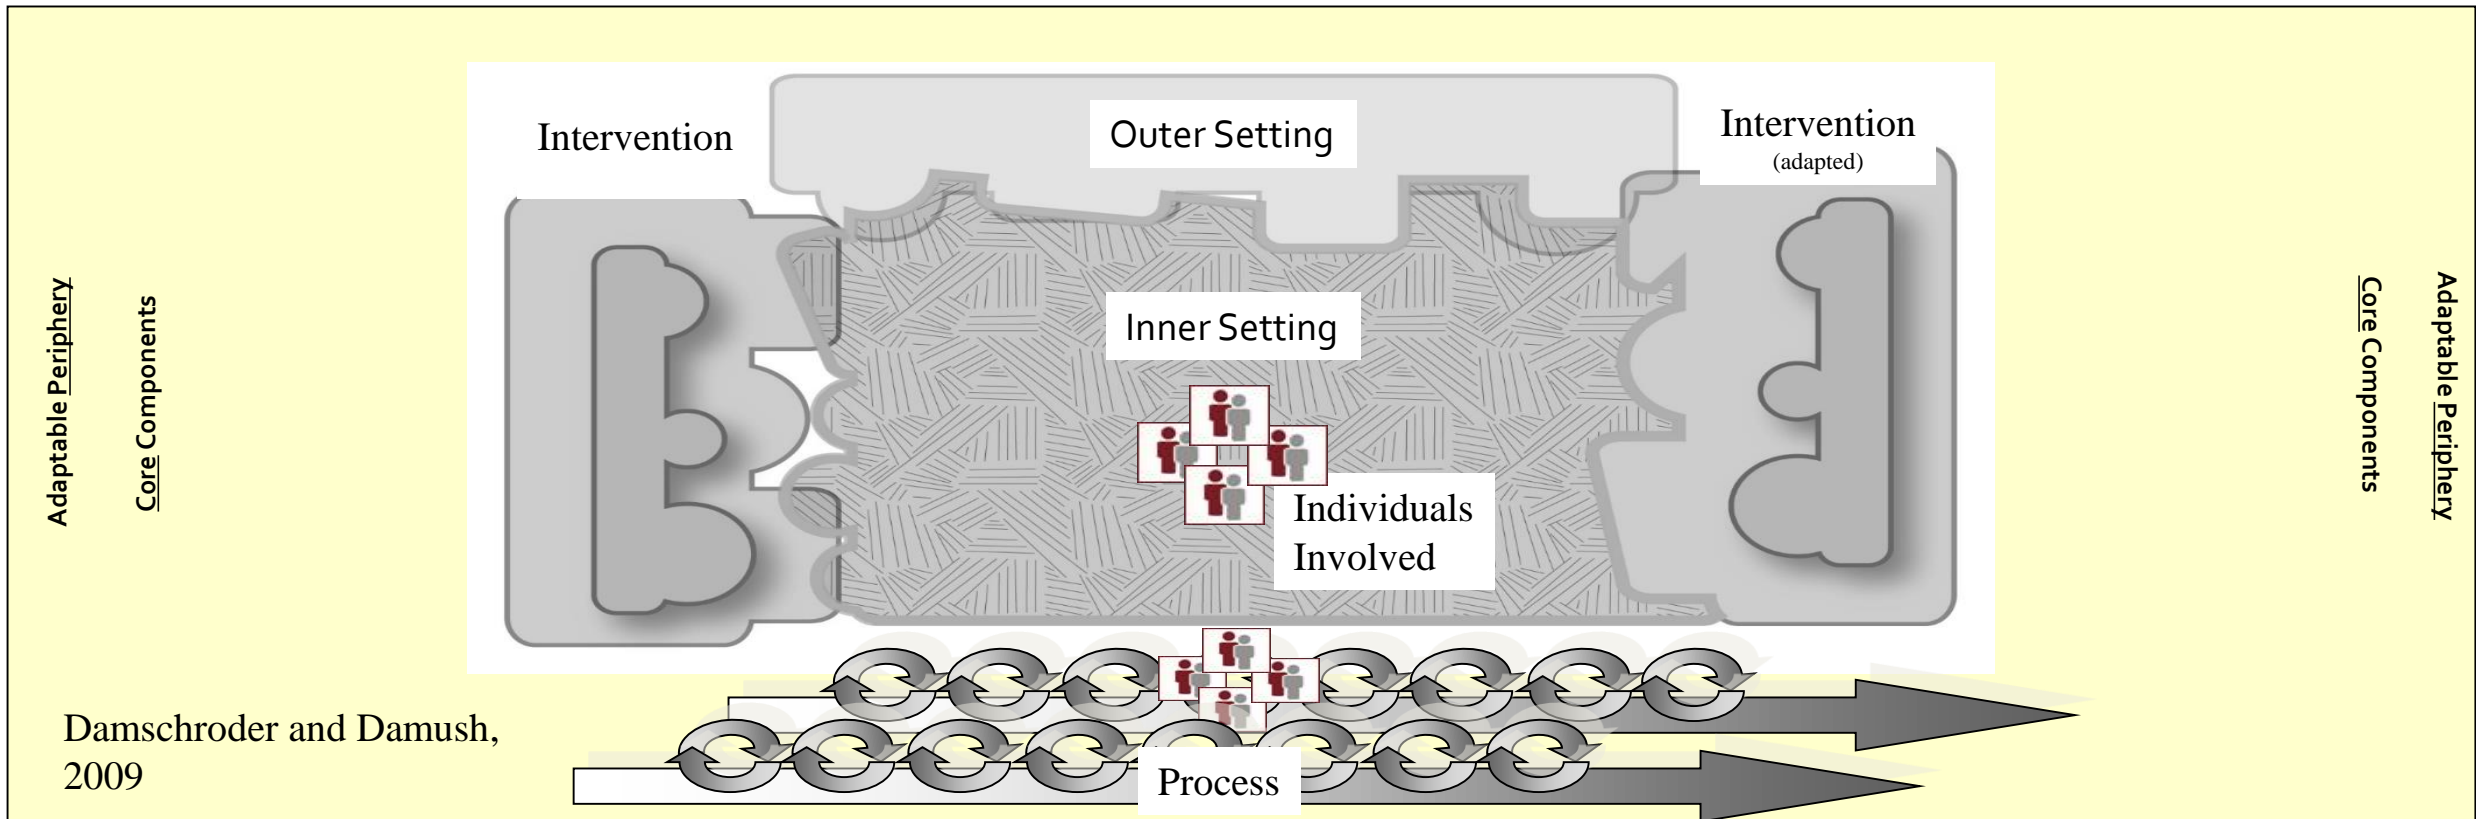 Intervention
Outer Setting
Intervention
(adapted)
Adaptable Periphery
Core Components
Inner Setting
Individuals
Involved
Core Components
Adaptable Periphery
Damschroder and Damush,
2009
Process